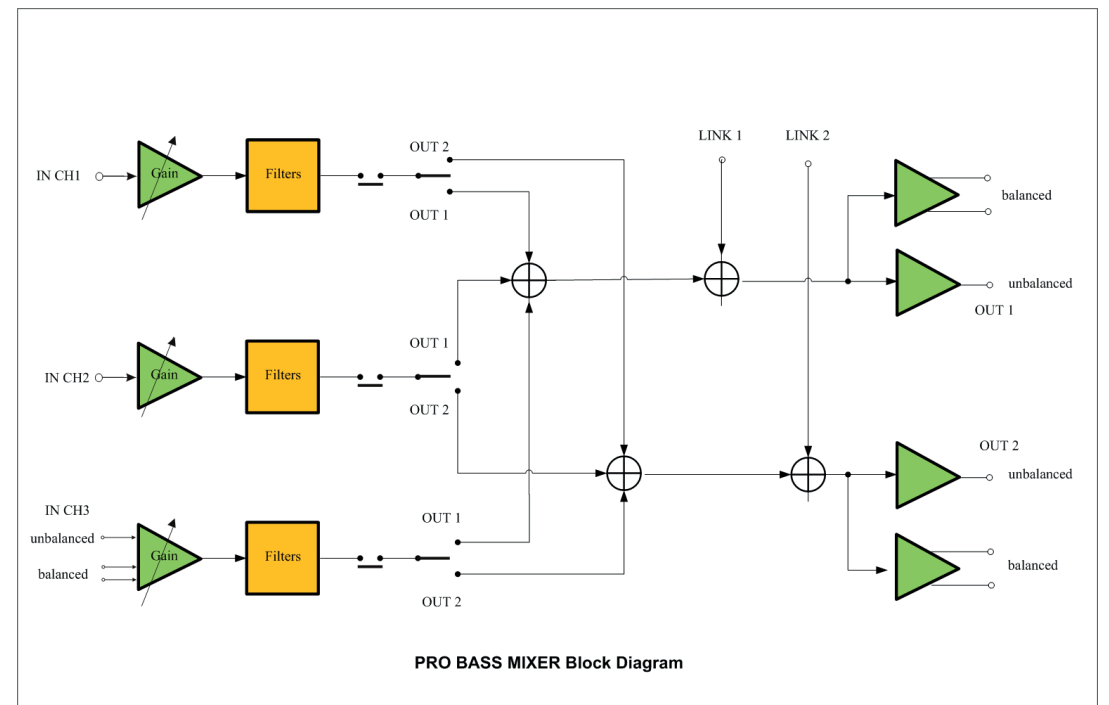 LINK 1
LINK 2
OUT 2
IN CH1
Gain
Filters
OUT 1
balanced
unbalanced
OUT 1
OUT 1
IN CH2
Gain
Filters
OUT 2
OUT 2
unbalanced
IN CH3
unbalanced
balanced
Gain
Filters
OUT 1
OUT 2
balanced
PRO BASS MIXER Block Diagram